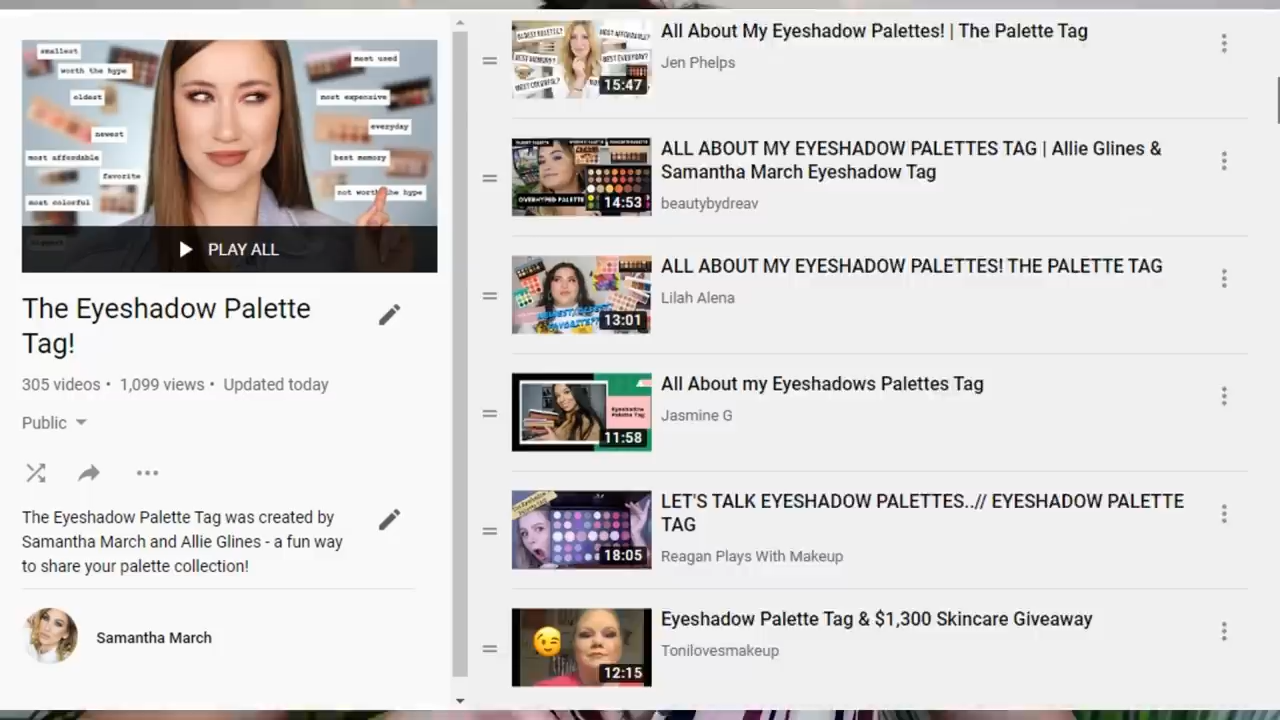 smallest
worth the hype
oldest
newest
most affordable
favorite
most colorful
most used
most expensive
everyday
best memory
not worth the hype
PLAY ALL
The Eyeshadow Palette
Tag!
305 videos • 1,099 views • Updated today
Public
The Eyeshadow Palette Tag was created by
Samantha March and Allie Glines - a fun way
to share your palette collection!
Samantha March
15:47
All About My Eyeshadow Palettes! | The Palette Tag
Jen Phelps
OVERHYPED PALETTE
14:53
ALL ABOUT MY EYESHADOW PALETTES TAG | Allie Glines &
Samantha March Eyeshadow Tag
beautybydreav
13:01
ALL ABOUT MY EYESHADOW PALETTES! THE PALETTE TAG
Lilah Alena
Eyeshadow
Palette Tag
11:58
All About my Eyeshadows Palettes Tag
Jasmine G
18:05
LET'S TALK EYESHADOW PALETTES..// EYESHADOW PALETTE
TAG
Reagan Plays With Makeup
12:15
Eyeshadow Palette Tag & $1,300 Skincare Giveaway
Tonilovesmakeup